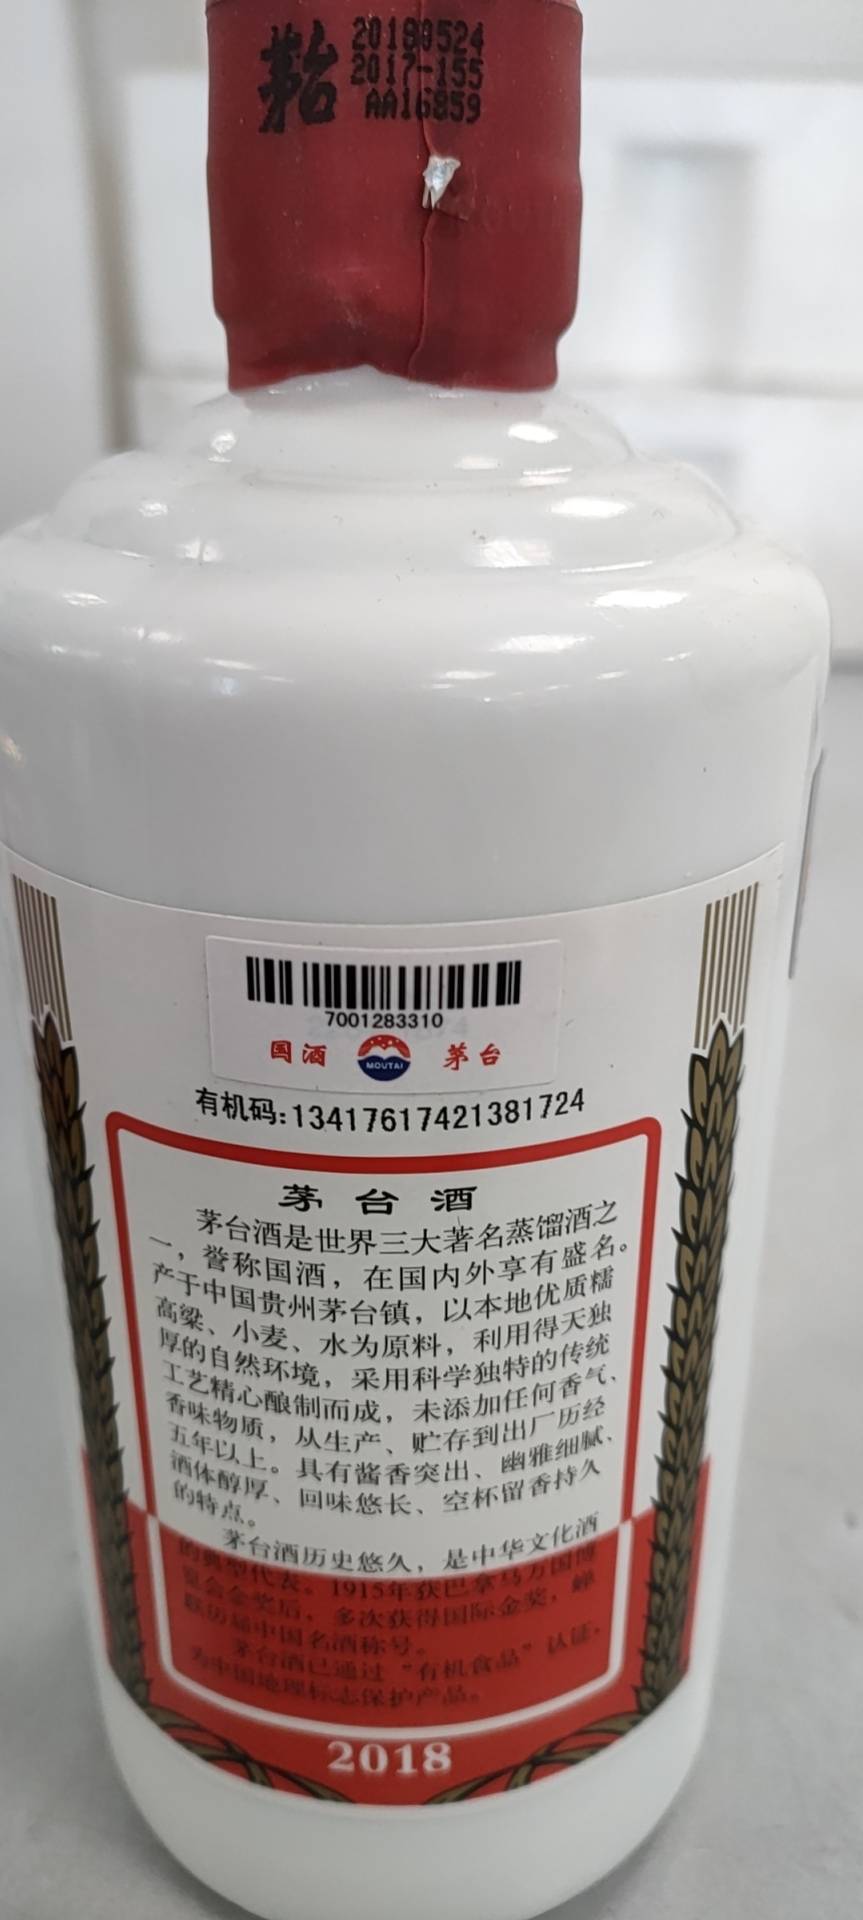 茅台
20180524
2017-155
AA16859
7001283310
国酒 MOUTAI 茅台
有机码:13417617421381724
茅台酒
茅台酒是世界三大著名蒸馏酒之
一，誉称国酒，在国内外享有盛名。
产于中国贵州茅台镇，以本地优质糯
高粱、小麦、水为原料，利用得天独
厚的自然环境，采用科学独特的传统
工艺精心酿制而成，未添加任何香气、
香味物质，从生产、贮存到出厂历经
五年以上。具有酱香突出、幽雅细腻、
酒体醇厚、回味悠长、空杯留香持久
的特点。
茅台酒历史悠久，是中华文化酒
的典型代表。1915年获巴拿马万国博
览会金奖后，多次获得国际金奖，蝉
联历届中国名酒称号。
茅台酒已通过“有机食品”认证，
为中国地理标志保护产品。
2018